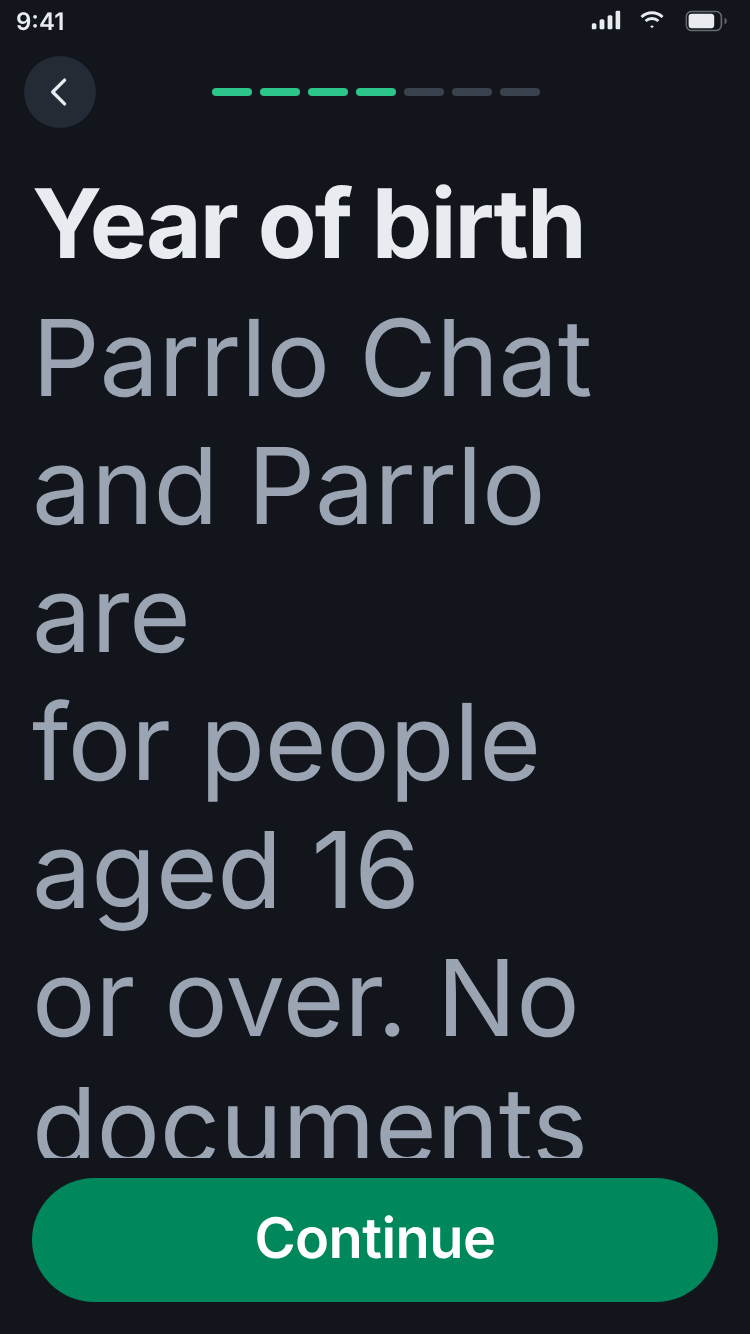 9:41
Year of birth
Parrlo Chat
and Parrlo
are
for people
aged 16
or over. No
documents
Continue